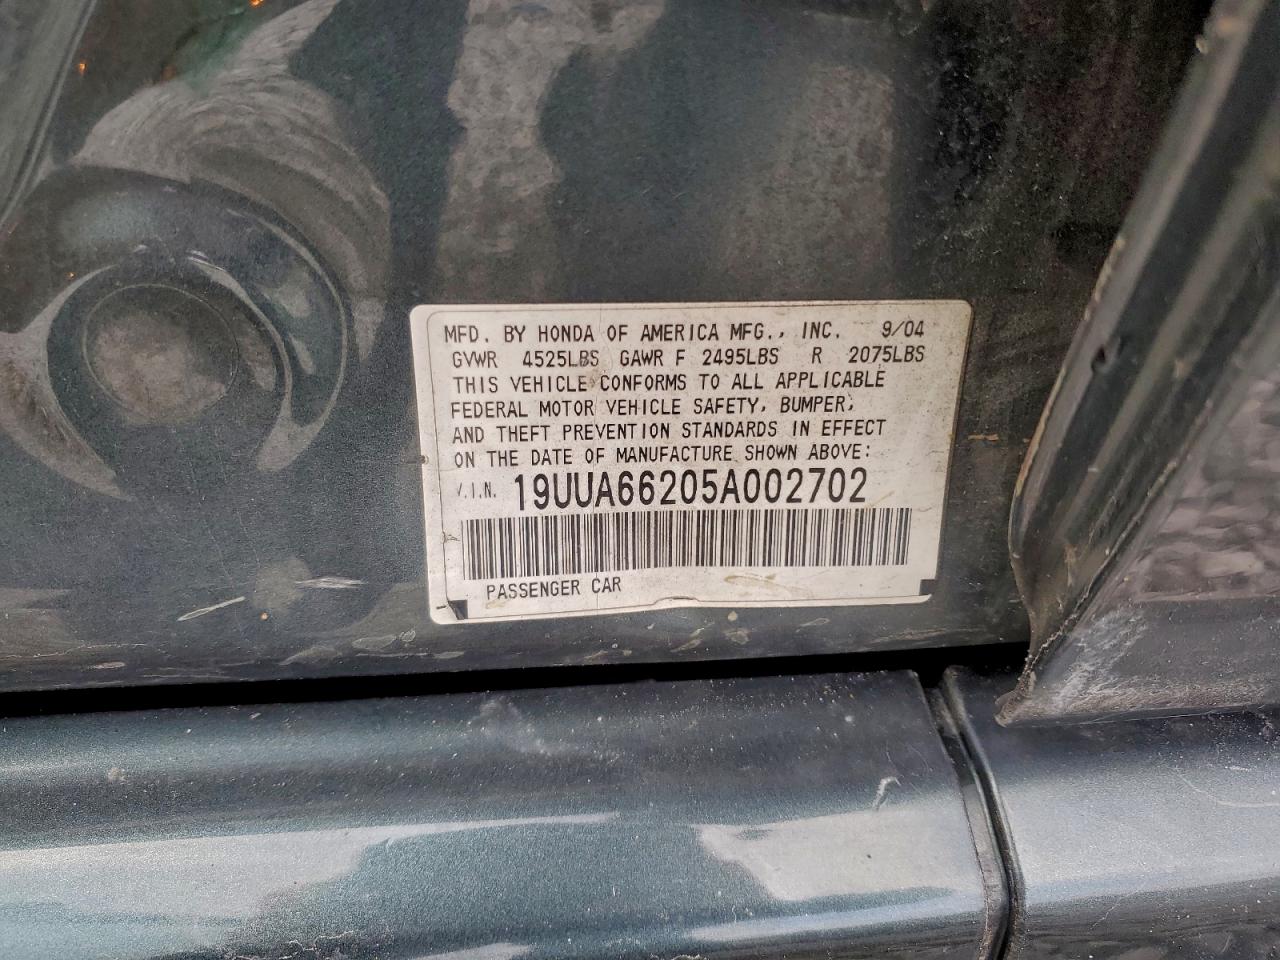 MFD. BY HONDA OF AMERICA MFG., INC. 9/04
GVWR 4525LBS GAWR F 2495LBS R 2075LBS
THIS VEHICLE CONFORMS TO ALL APPLICABLE
FEDERAL MOTOR VEHICLE SAFETY, BUMPER,
AND THEFT PREVENTION STANDARDS IN EFFECT
ON THE DATE OF MANUFACTURE SHOWN ABOVE:
V.I.N. 19UUA66205A002702
PASSENGER CAR